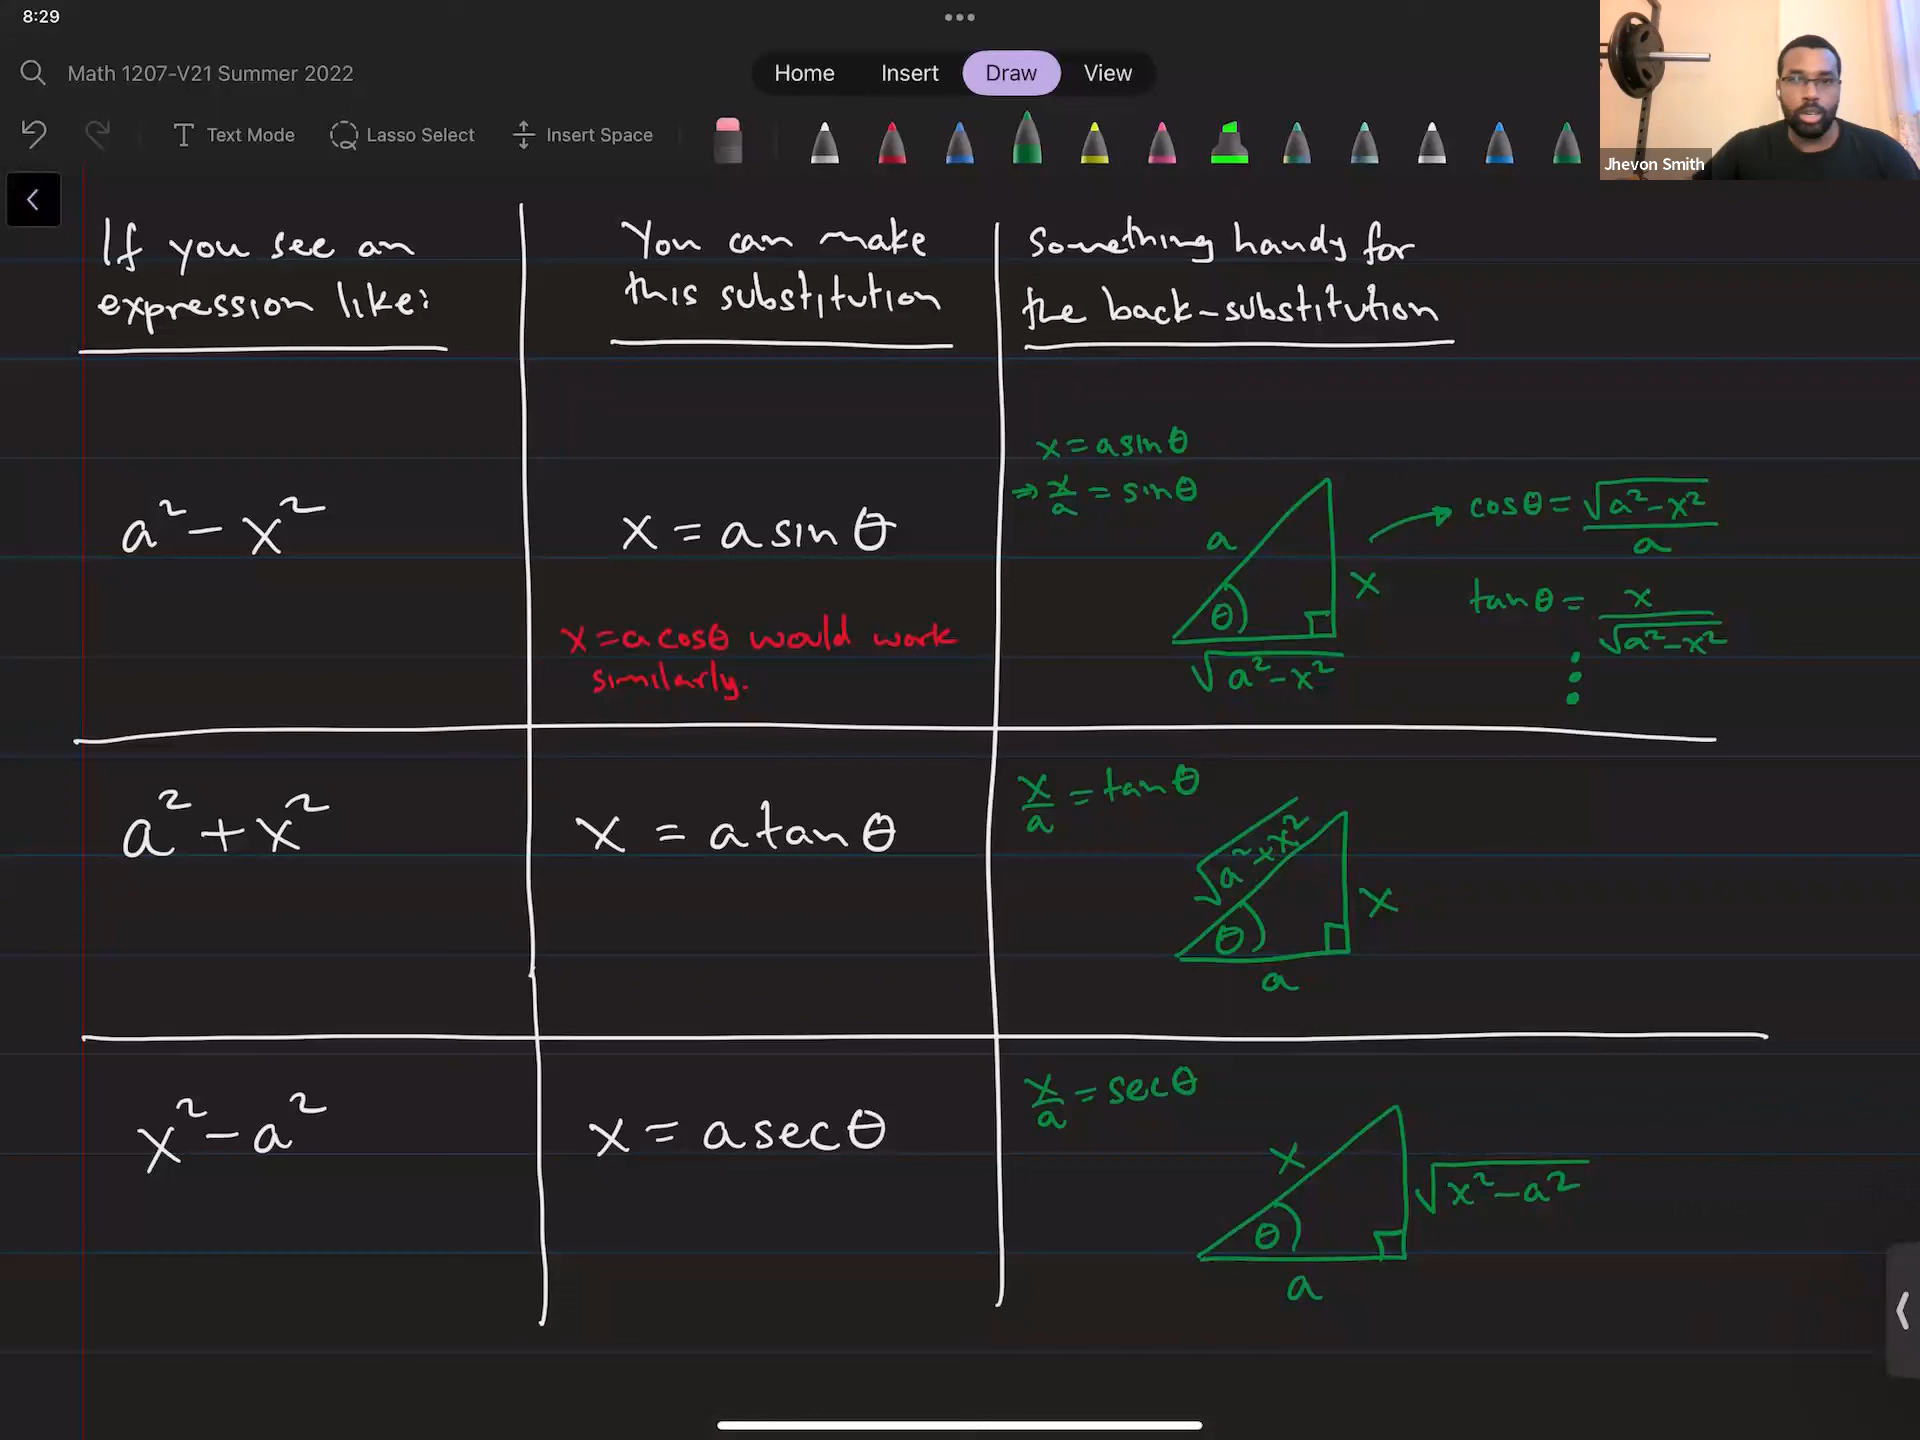 8:29
Math 1207-V21 Summer 2022
Home Insert Draw View
Text Mode Lasso Select Insert Space
Jhevon Smith
If you see an
expression like:
You can make
this substitution
Something handy for
the back-substitution
a² - x²
x = a sin θ
x = a cos θ would work
similarly.
x = a sin θ
⇒ x/a = sin θ
a
θ
x
√(a² - x²)
cos θ = √(a² - x²)/a
tan θ = x/√(a² - x²)
⋮
a² + x²
x = a tan θ
x/a = tan θ
√(a² + x²)
θ
x
a
x² - a²
x = a sec θ
x/a = sec θ
x
θ
√(x² - a²)
a